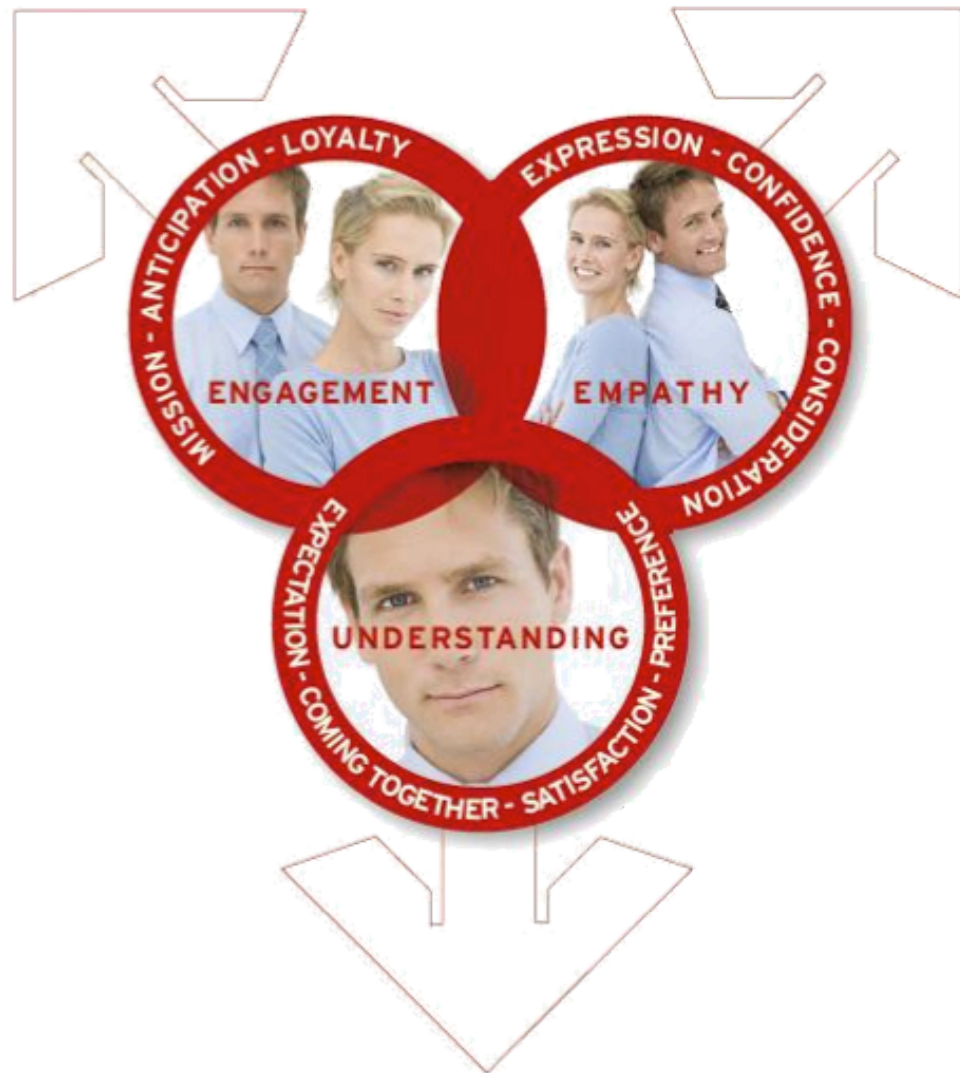 MISSION - ANTICIPATION - LOYALTY
ENGAGEMENT
EXPRESSION - CONFIDENCE - CONSIDERATION
EMPATHY
EXPECTATION - COMING TOGETHER - SATISFACTION - PREFERENCE
UNDERSTANDING